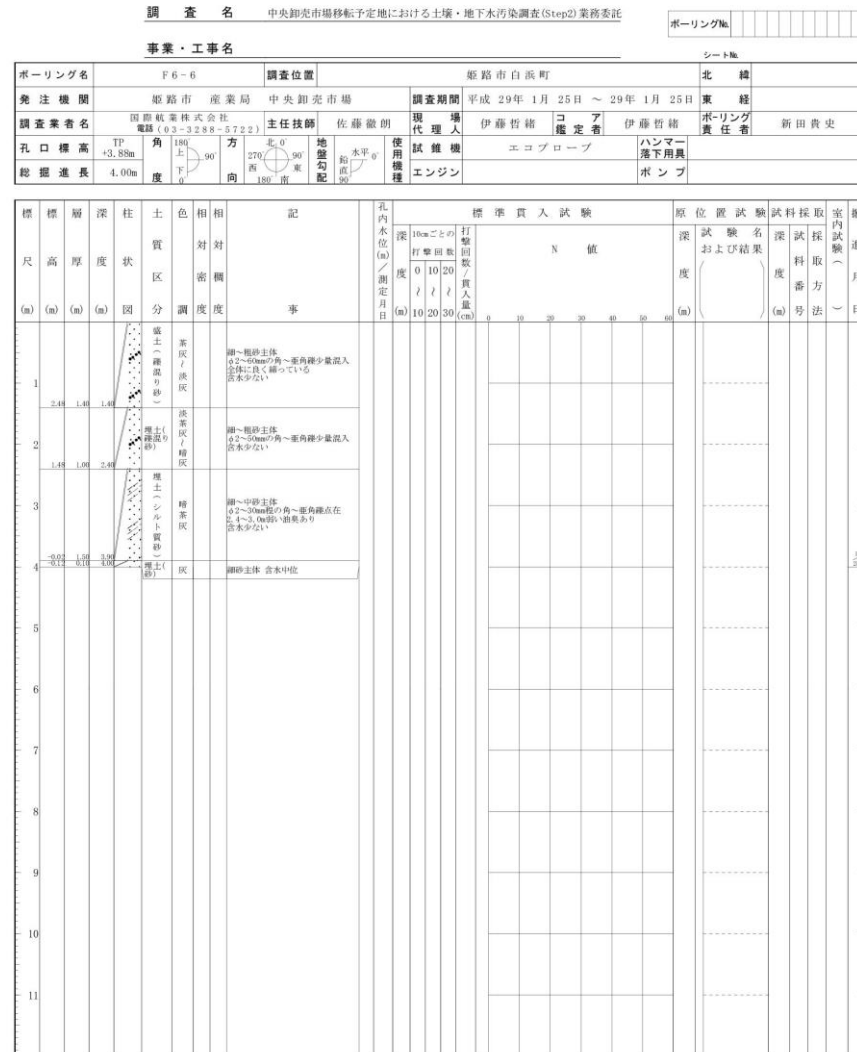 調査名 中央卸売市場移転予定地における土壌・地下水汚染調査(Step2)業務委託
ボーリングNo.
事業・工事名
シートNo.
ボーリング名 F6-6 調査位置 姫路市白浜町 北緯
発注機関 姫路市 産業局 中央卸売市場 調査期間 平成 29年 1月 25日 ～ 29年 1月 25日 東経
調査業者名 国際航業株式会社 電話(03-3288-5722) 主任技師 佐藤徹朗 現場代理人 伊藤哲緒 コア鑑定者 伊藤哲緒 ボーリング責任者 新田貴史
孔口標高 TP +3.88m 角度 180° 上 90° 下 0° 方向 北 0° 270° 西 90° 東 180° 南 地盤勾配 水平 0° 鉛直 90° 使用機種 試錐機 エコプローブ ハンマー落下用具
総掘進長 4.00m エンジン ポンプ
標尺(m) 標高(m) 層厚(m) 深度(m) 柱状図 土質区分 色調 相対密度 相対稠度 記事 孔内水位(m)/測定月日 標準貫入試験 原位置試験 試料採取 室内試験( )
深度(m) 10cmごとの打撃回数 0～10 10～20 20～30 打撃回数/貫入量(cm) N値 深度(m) 試験名および結果 深度(m) 試料番号 採取方法
0 10 20 30 40 50 60
盛土(礫混り砂) 茶灰～淡灰 細～粗砂主体
φ2～60mmの角～亜角礫少量混入
全体に良く締っている
含水少ない
1
2.48 1.40 1.40
埋土(礫混り砂) 淡茶灰～暗灰 細～粗砂主体
φ2～50mmの角～亜角礫少量混入
含水少ない
2
1.48 1.00 2.40
埋土(シルト質砂) 暗茶灰 細～中砂主体
φ2～30mm程の角～亜角礫点在
2.4～3.0m弱い油臭あり
含水少ない
3
-0.02 1.50 3.90
4
-0.12 0.10 4.00
埋土(砂) 灰 細砂主体 含水中位
5
6
7
8
9
10
11